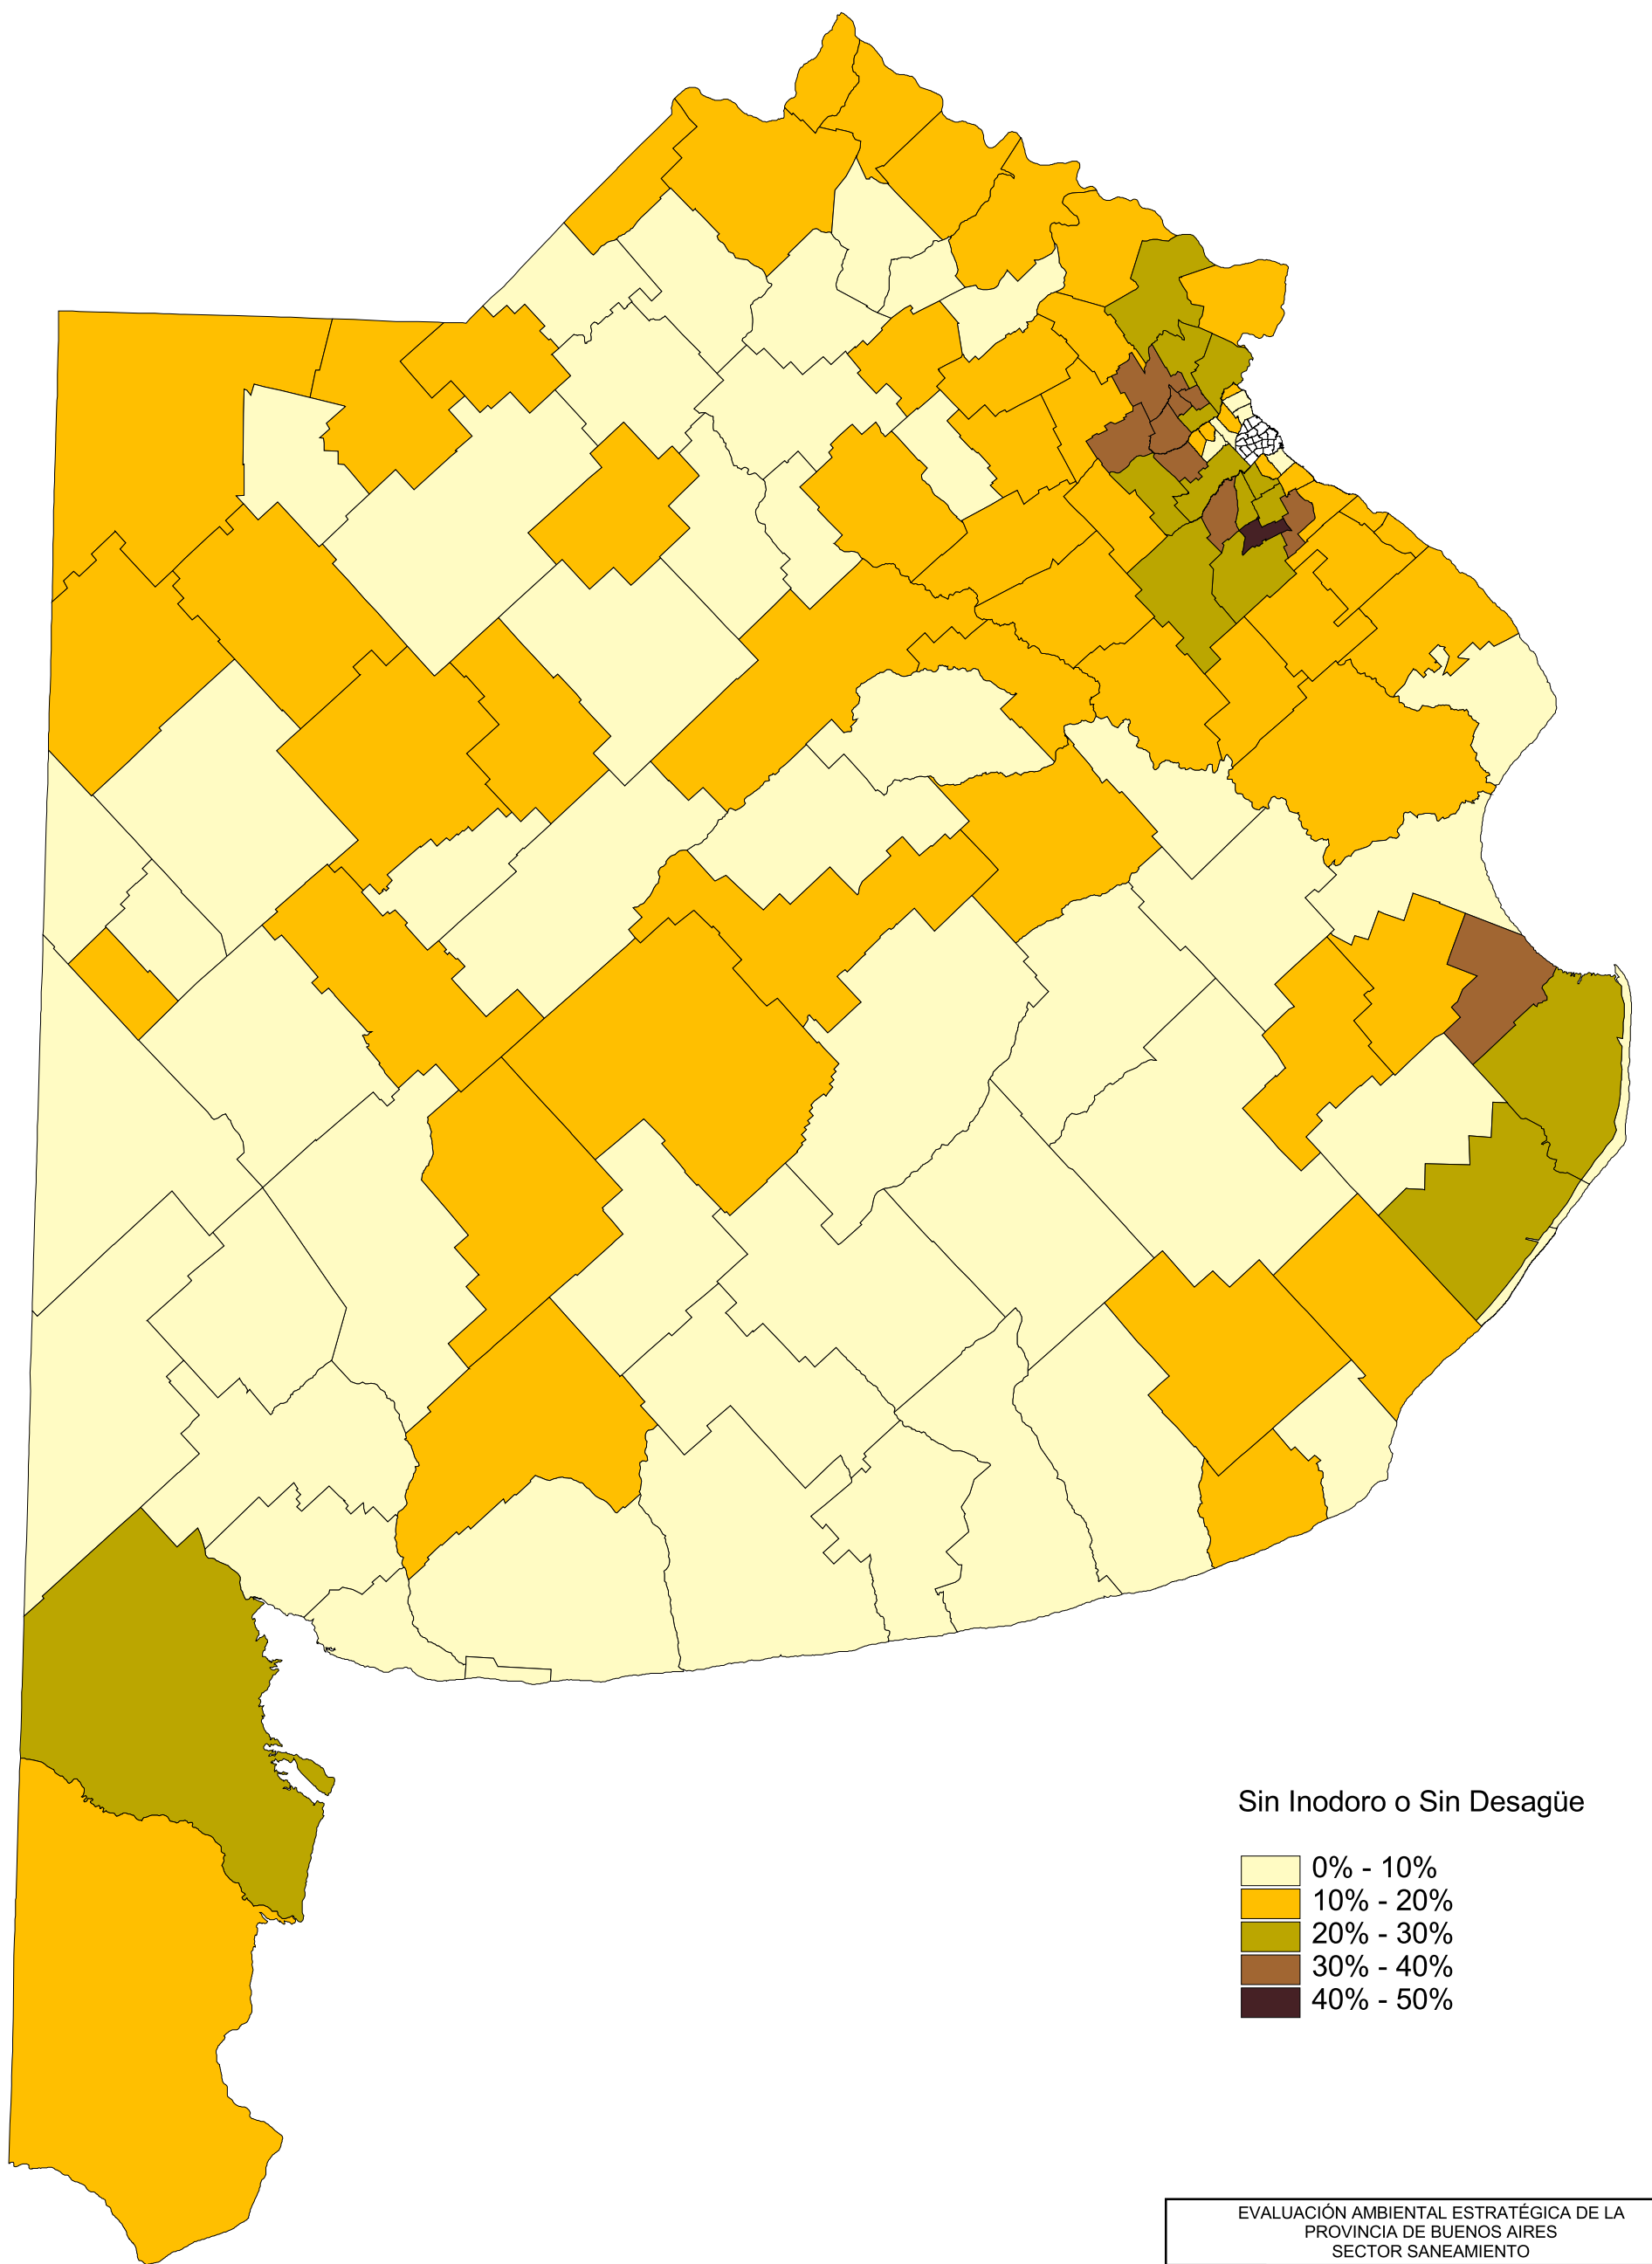 Sin Inodoro o Sin Desagüe
0% - 10%
10% - 20%
20% - 30%
30% - 40%
40% - 50%
EVALUACIÓN AMBIENTAL ESTRATÉGICA DE LA
PROVINCIA DE BUENOS AIRES
SECTOR SANEAMIENTO